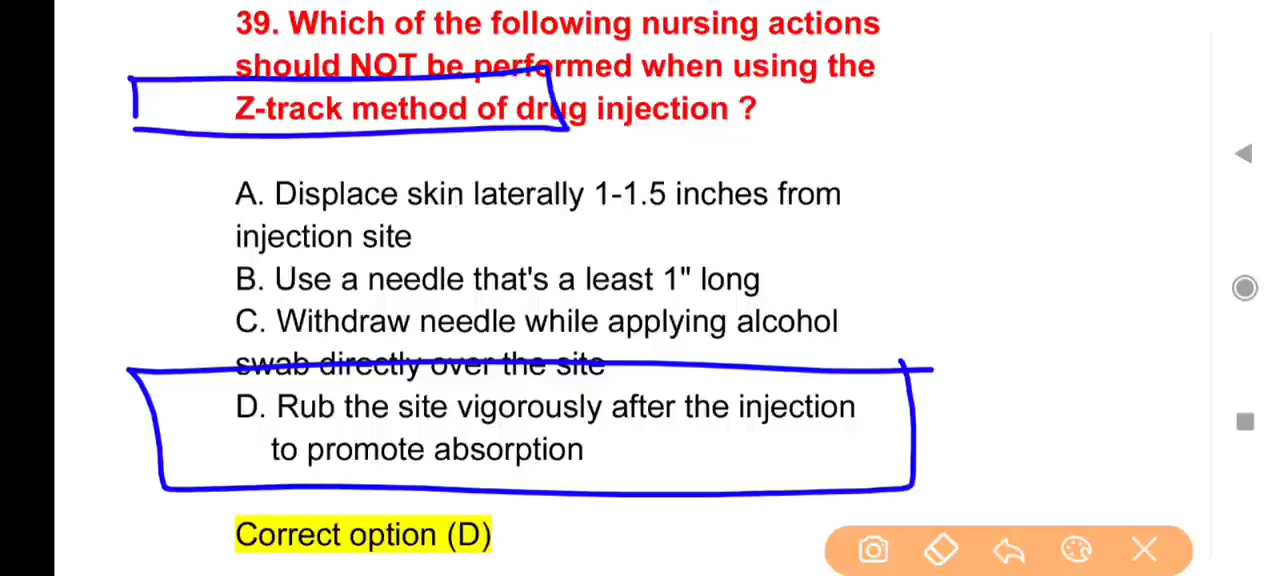 39. Which of the following nursing actions
should NOT be performed when using the
Z-track method of drug injection ?
A. Displace skin laterally 1-1.5 inches from
injection site
B. Use a needle that's a least 1" long
C. Withdraw needle while applying alcohol
swab directly over the site
D. Rub the site vigorously after the injection
to promote absorption
Correct option (D)